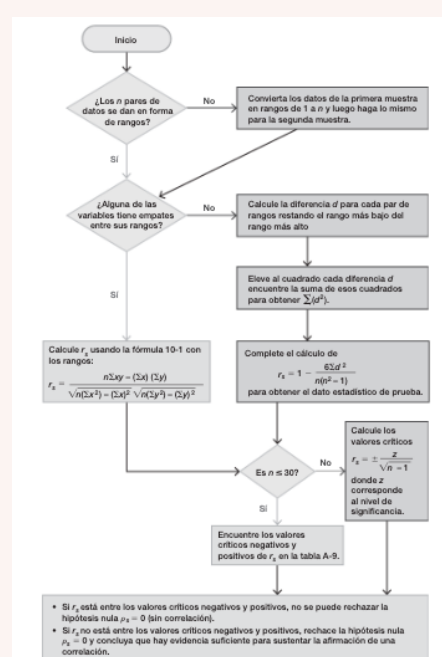 Inicio
¿Los n pares de
datos se dan en forma
de rangos?
No
Convierta los datos de la primera muestra
en rangos de 1 a n y luego haga lo mismo
para la segunda muestra.
Sí
¿Alguna de las
variables tiene empates
entre sus rangos?
No
Calcule la diferencia d para cada par de
rangos restando el rango más bajo del
rango más alto
Sí
Eleve al cuadrado cada diferencia d
encuentre la suma de esos cuadrados
para obtener ∑(d²).
Calcule rₛ usando la fórmula 10-1 con
los rangos:
rₛ = nΣxy – (Σx) (Σy) / √n(Σx²) – (Σx)² √n(Σy²) – (Σy)²
Complete el cálculo de
rₛ = 1 – 6Σd² / n(n² – 1)
para obtener el dato estadístico de prueba.
Es n ≤ 30?
No
Calcule los
valores críticos
rₛ = ± z / √n – 1
donde z
corresponde
al nivel de
significancia.
Sí
Encuentre los valores
críticos negativos y
positivos de rₛ en la tabla A-9.
• Si rₛ está entre los valores críticos negativos y positivos, no se puede rechazar la
hipótesis nula ρₛ = 0 (sin correlación).
• Si rₛ no está entre los valores críticos negativos y positivos, rechace la hipótesis nula
ρₛ = 0 y concluya que hay evidencia suficiente para sustentar la afirmación de una
correlación.